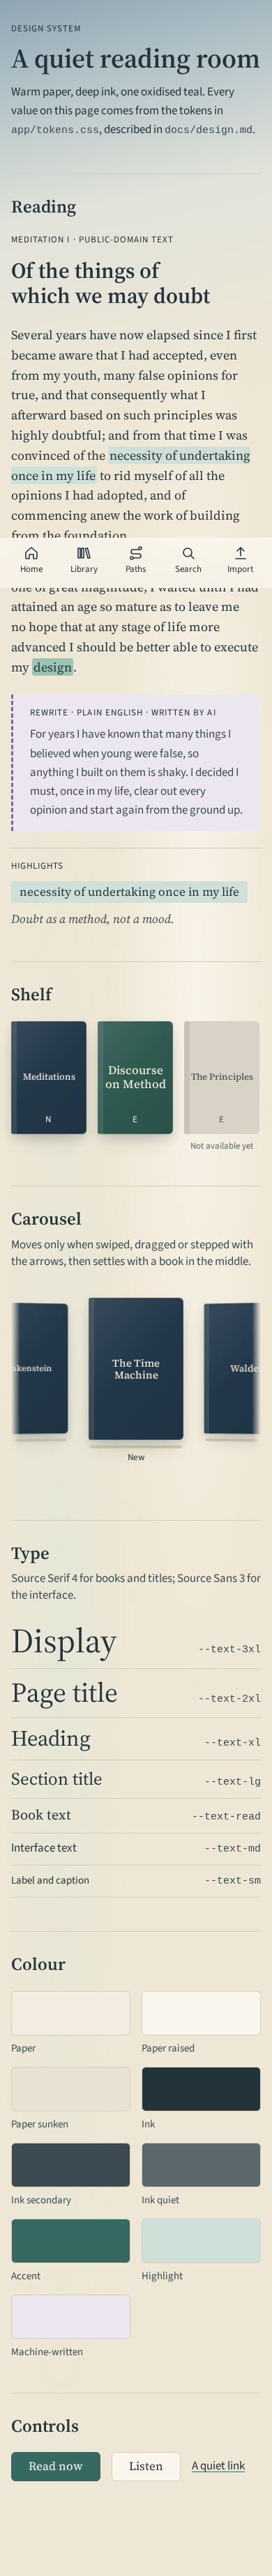 DESIGN SYSTEM
A quiet reading room
Warm paper, deep ink, one oxidised teal. Every
value on this page comes from the tokens in
app/tokens.css, described in docs/design.md.
Reading
MEDITATION I · PUBLIC-DOMAIN TEXT
Of the things of
which we may doubt
Several years have now elapsed since I first
became aware that I had accepted, even
from my youth, many false opinions for
true, and that consequently what I
afterward based on such principles was
highly doubtful; and from that time I was
convinced of the necessity of undertaking
once in my life to rid myself of all the
opinions I had adopted, and of
commencing anew the work of building
from the foundation
Home
Library
Paths
Search
Import
one of great magnitude, I waited until I had
attained an age so mature as to leave me
no hope that at any stage of life more
advanced I should be better able to execute
my design.
REWRITE · PLAIN ENGLISH · WRITTEN BY AI
For years I have known that many things I
believed when young were false, so
anything I built on them is shaky. I decided I
must, once in my life, clear out every
opinion and start again from the ground up.
HIGHLIGHTS
necessity of undertaking once in my life
Doubt as a method, not a mood.
Shelf
Meditations
N
Discourse
on Method
E
The Principles
E
Not available yet
Carousel
Moves only when swiped, dragged or stepped with
the arrows, then settles with a book in the middle.
nkenstein
The Time
Machine
Walde
New
Type
Source Serif 4 for books and titles; Source Sans 3 for
the interface.
Display --text-3xl
Page title --text-2xl
Heading --text-xl
Section title --text-lg
Book text --text-read
Interface text --text-md
Label and caption --text-sm
Colour
Paper
Paper raised
Paper sunken
Ink
Ink secondary
Ink quiet
Accent
Highlight
Machine-written
Controls
Read now
Listen
A quiet link